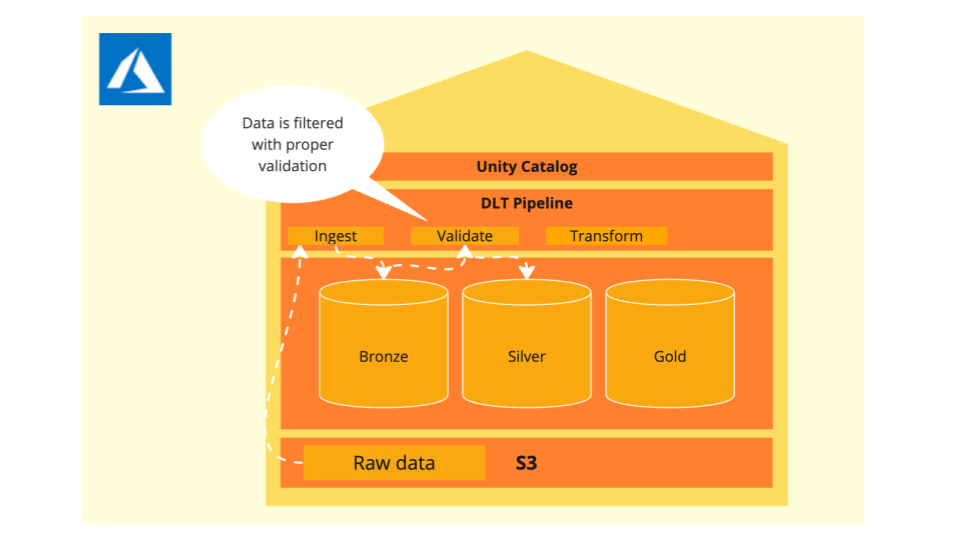 Data is filtered
with proper
validation
Unity Catalog
DLT Pipeline
Ingest
Validate
Transform
Bronze
Silver
Gold
Raw data
S3